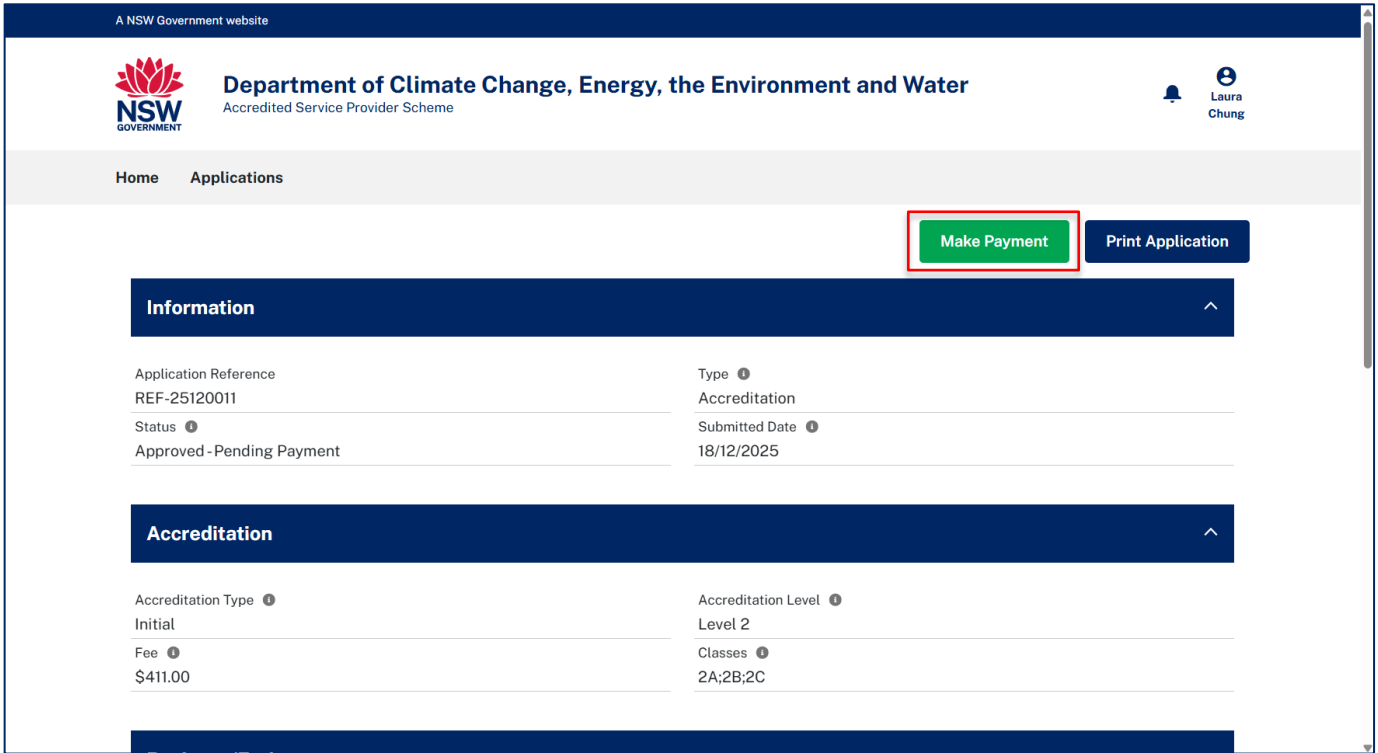 A NSW Government website
Department of Climate Change, Energy, the Environment and Water
Accredited Service Provider Scheme
NSW
GOVERNMENT
Laura
Chung
Home Applications
Make Payment Print Application
Information
Application Reference Type
REF-25120011 Accreditation
Status Submitted Date
Approved - Pending Payment 18/12/2025
Accreditation
Accreditation Type Accreditation Level
Initial Level 2
Fee Classes
$411.00 2A;2B;2C